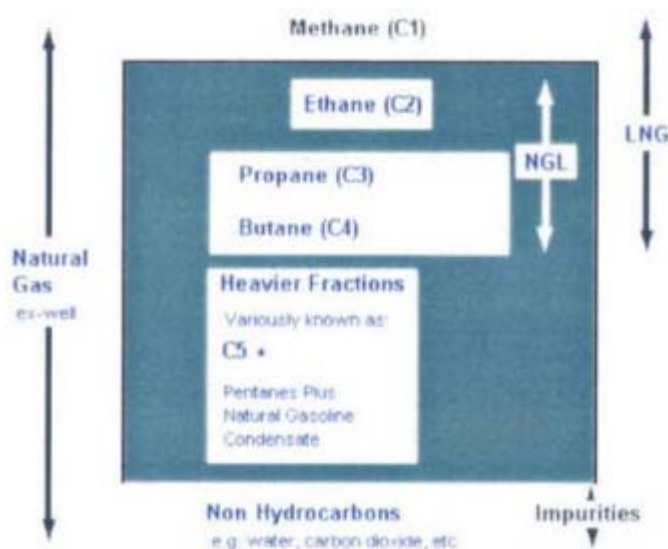 Methane (C1)
Ethane (C2)
LNG
NGL
Propane (C3)
Butane (C4)
Natural
Gas
ex-well
Heavier Fractions
Variously known as:
C5 +
Pentanes Plus
Natural Gasoline
Condensate
Non Hydrocarbons
Impurities
e.g. water, carbon dioxide, etc